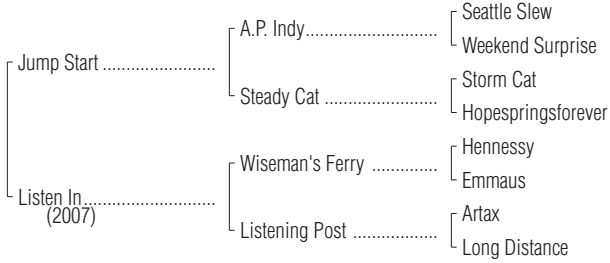 Seattle Slew
A.P. Indy........................
Weekend Surprise
Jump Start .......................
Storm Cat
Steady Cat .......................
Hopespringsforever
Hennessy
Wiseman's Ferry .............
Emmaus
Listen In..........................
(2007)
Artax
Listening Post .................
Long Distance